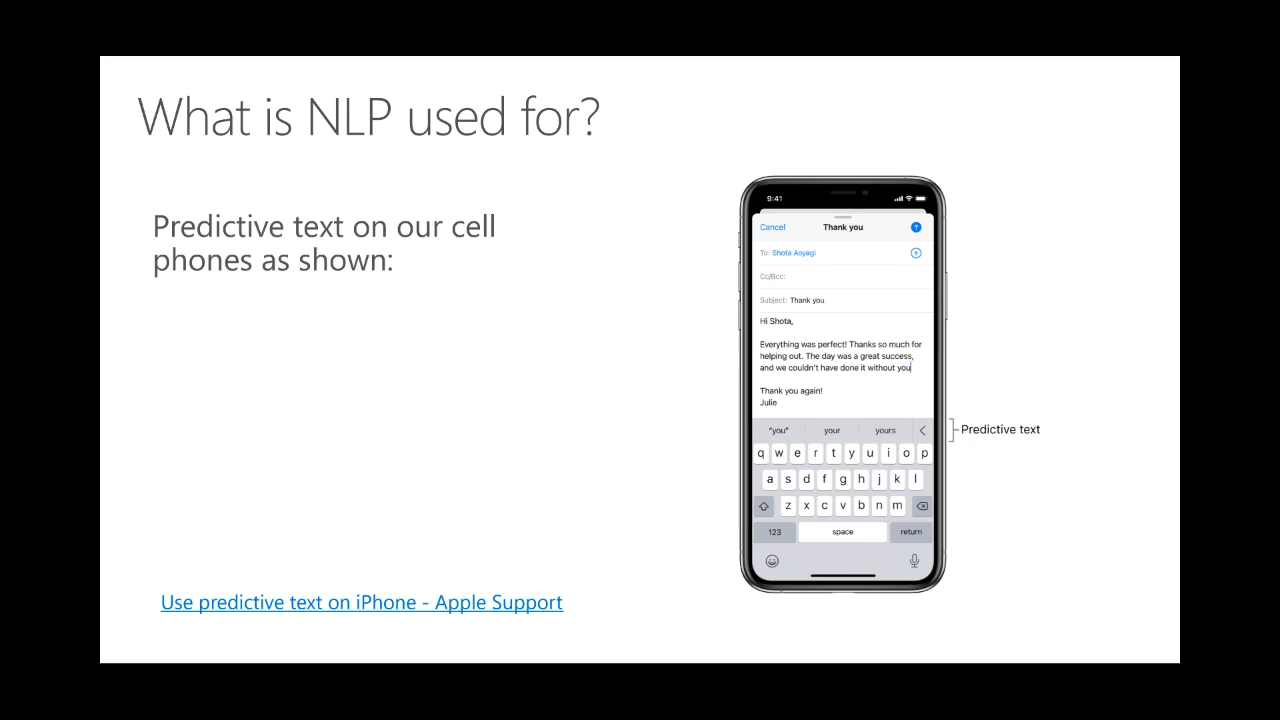 What is NLP used for?
Predictive text on our cell
phones as shown:
9:41
Cancel Thank you
To: Shota Aoyagi
Cc/Bcc:
Subject: Thank you
Hi Shota,
Everything was perfect! Thanks so much for
helping out. The day was a great success,
and we couldn't have done it without you
Thank you again!
Julie
"you" your yours
Predictive text
q w e r t y u i o p
a s d f g h j k l
z x c v b n m
123 space return
Use predictive text on iPhone - Apple Support